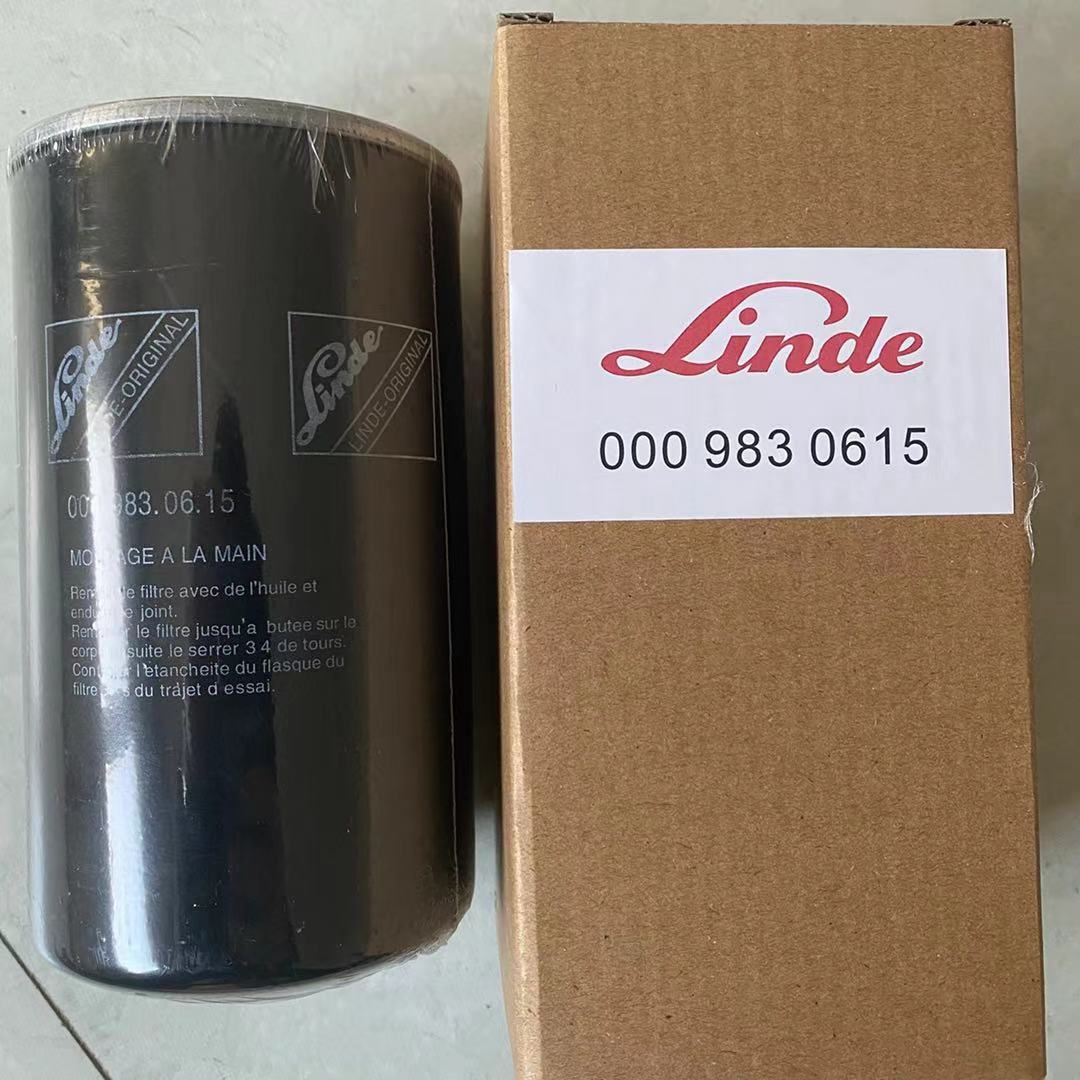 Linde
LINDE-ORIGINAL
Linde
LINDE-ORIGINAL
983.06.15
A LA MAIN
le filtre avec de l'huile et
joint.
le filtre jusqu'a butee sur le
le serrer 3 4 de tours.
l'etancheite du flasque du
filtre du trajet d essai.
Linde
000 983 0615